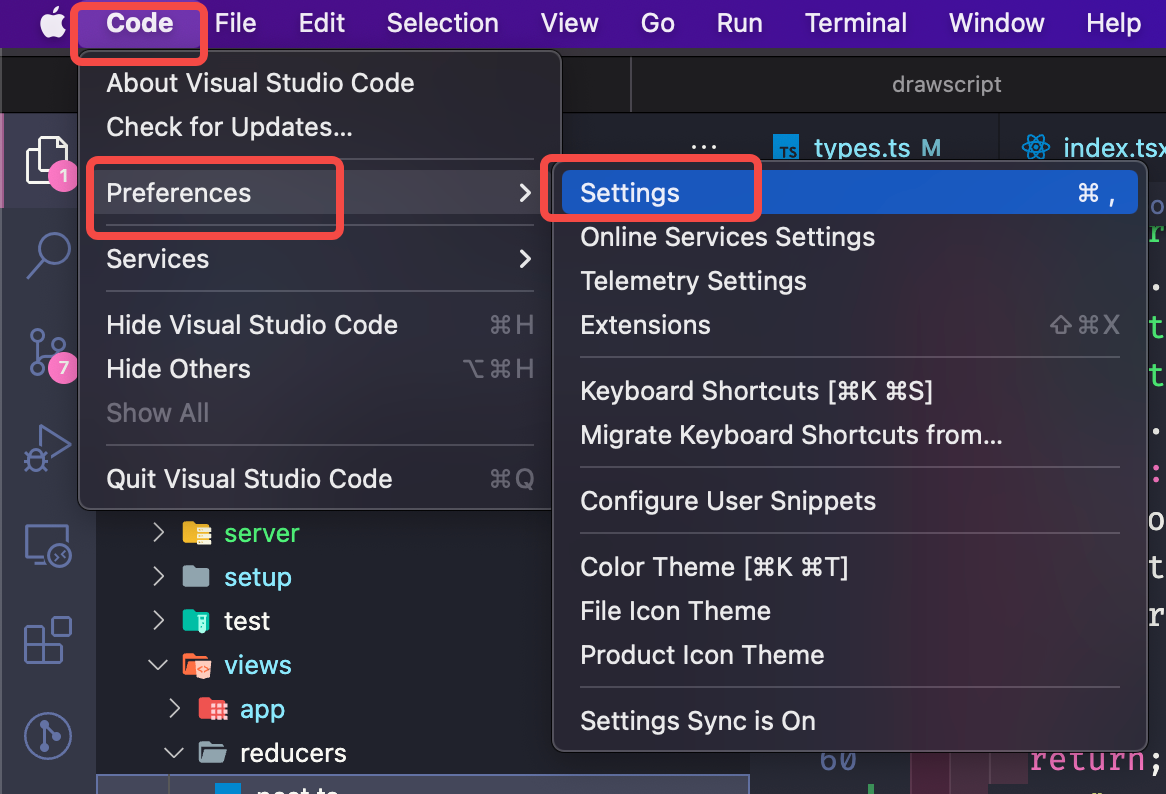 Code File Edit Selection View Go Run Terminal Window Help
drawscript
About Visual Studio Code
Check for Updates...
Preferences
Services
Hide Visual Studio Code ⌘H
Hide Others ⌥⌘H
Show All
Quit Visual Studio Code ⌘Q
... TS types.ts M index.tsx
1
7
Settings ⌘ ,
Online Services Settings
Telemetry Settings
Extensions ⇧⌘X
Keyboard Shortcuts [⌘K ⌘S]
Migrate Keyboard Shortcuts from...
Configure User Snippets
Color Theme [⌘K ⌘T]
File Icon Theme
Product Icon Theme
Settings Sync is On
server
setup
test
views
app
reducers
60 return;